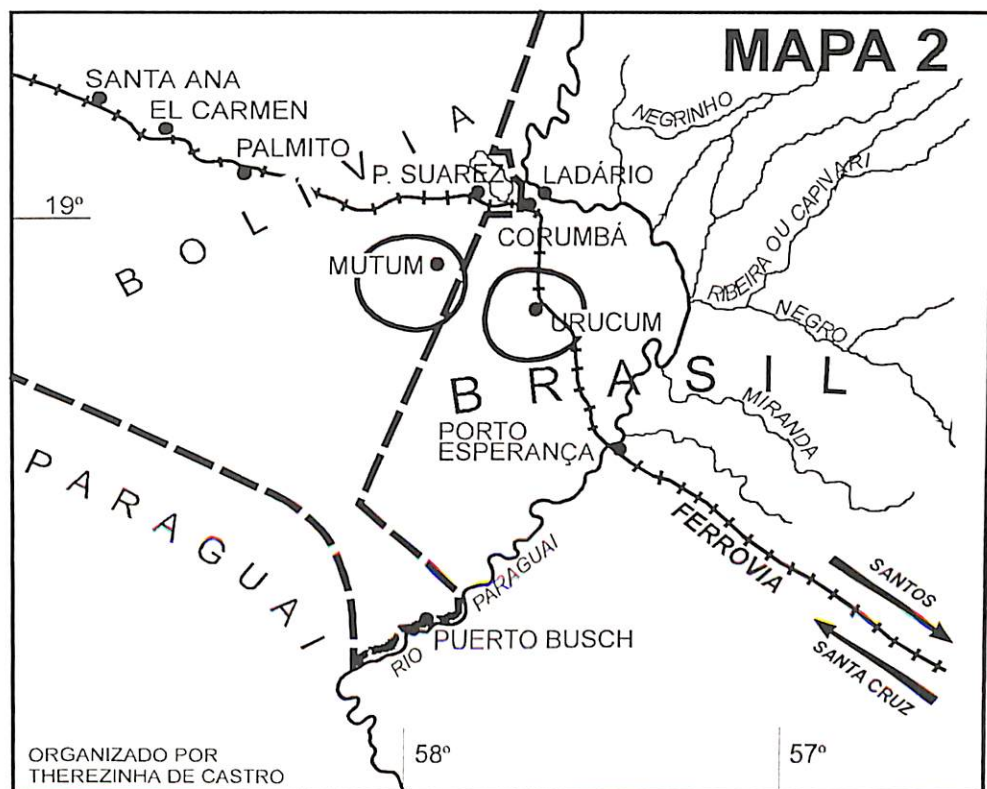 MAPA 2
SANTA ANA
EL CARMEN
PALMITO
NEGRINHO
P. SUAREZ
LADÁRIO
19º
CORUMBÁ
RIBEIRA OU CAPIVARI
BOLIVIA
MUTUM
URUCUM
NEGRO
BRASIL
MIRANDA
PORTO
ESPERANÇA
PARAGUAI
FERROVIA
SANTOS
RIO PARAGUAI
PUERTO BUSCH
SANTA CRUZ
58º
57º
ORGANIZADO POR
THEREZINHA DE CASTRO